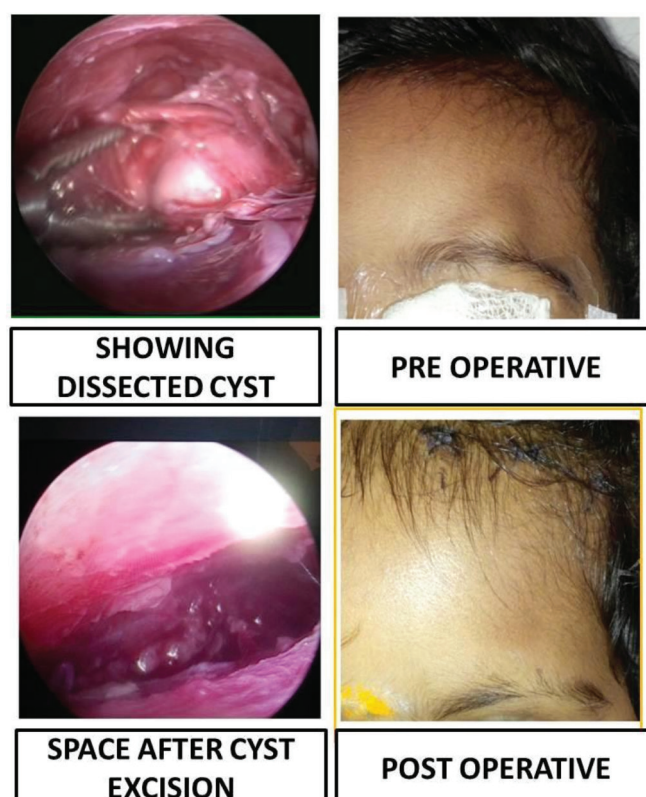 SHOWING
DISSECTED CYST
PRE OPERATIVE
SPACE AFTER CYST
EXCISION
POST OPERATIVE